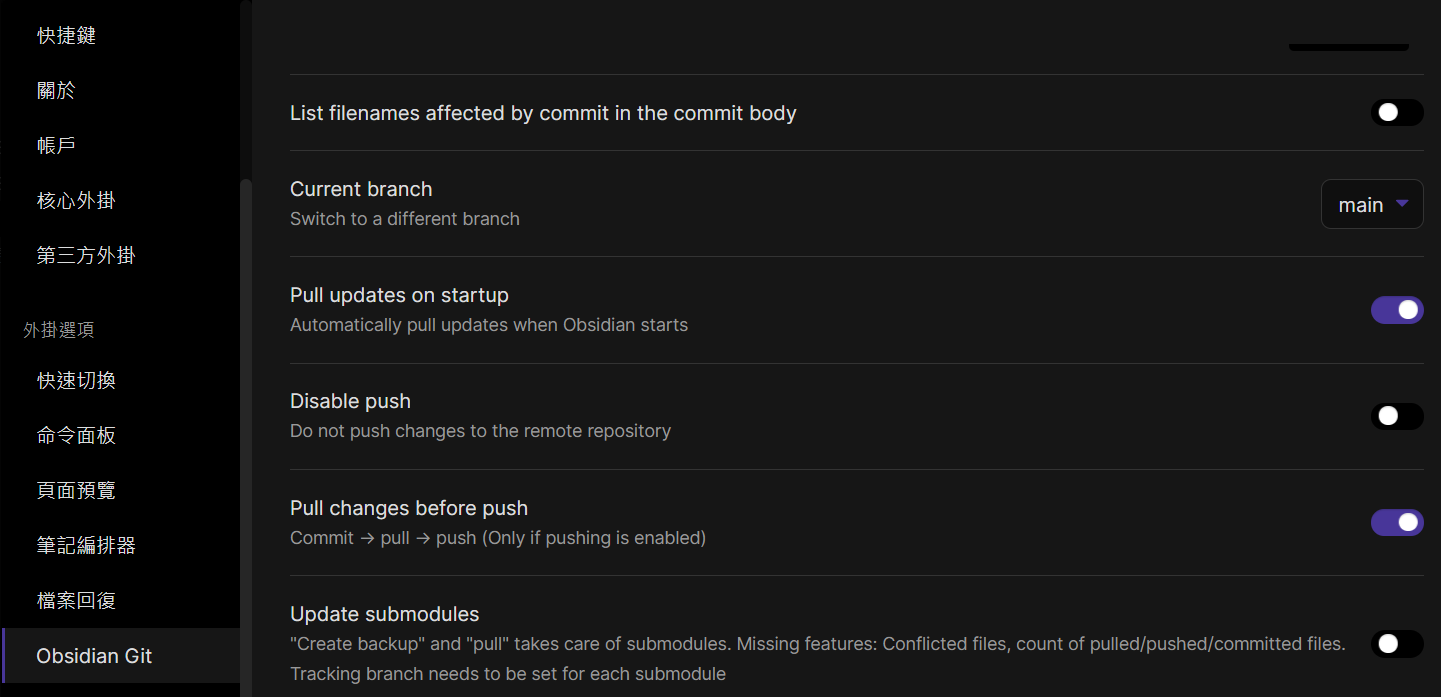 快捷鍵
關於
帳戶
核心外掛
第三方外掛
外掛選項
快速切換
命令面板
頁面預覽
筆記編排器
檔案回復
Obsidian Git
List filenames affected by commit in the commit body
Current branch
Switch to a different branch
main
Pull updates on startup
Automatically pull updates when Obsidian starts
Disable push
Do not push changes to the remote repository
Pull changes before push
Commit → pull → push (Only if pushing is enabled)
Update submodules
"Create backup" and "pull" takes care of submodules. Missing features: Conflicted files, count of pulled/pushed/committed files.
Tracking branch needs to be set for each submodule